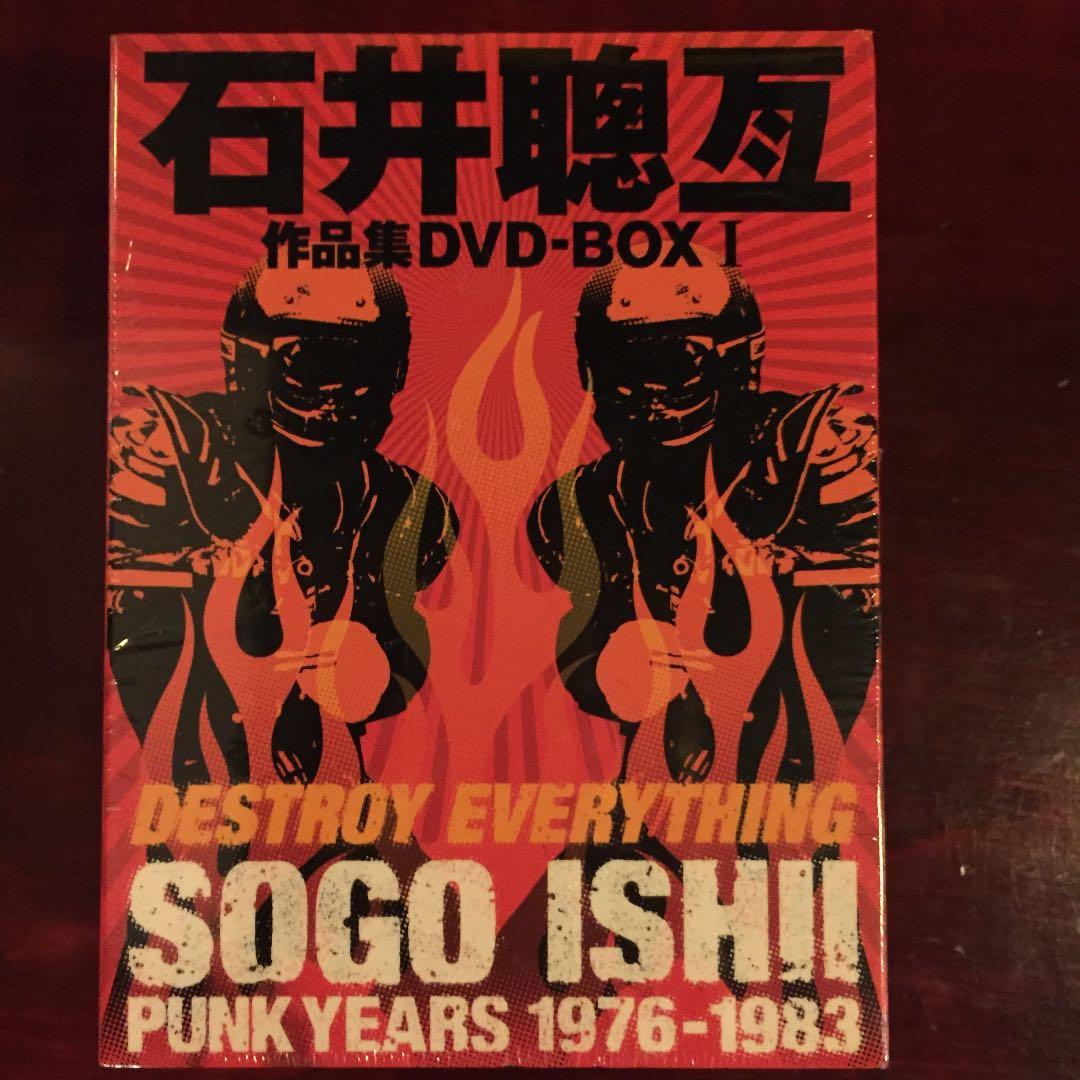 石井聰亙
作品集DVD-BOX I
DESTROY EVERYTHING
SOGO ISHII
PUNK YEARS 1976-1983